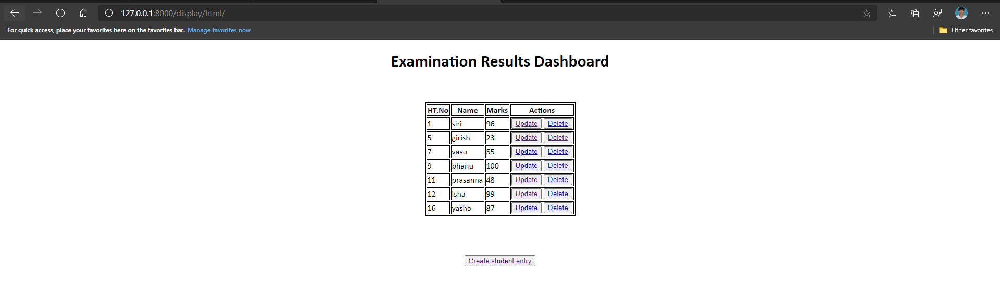 127.0.0.1:8000/display/html/
For quick access, place your favorites here on the favorites bar. Manage favorites now Other favorites
Examination Results Dashboard
HT.No Name Marks Actions
1 siri 96 Update Delete
5 girish 23 Update Delete
7 vasu 55 Update Delete
9 bhanu 100 Update Delete
11 prasanna 48 Update Delete
12 isha 99 Update Delete
16 yasho 87 Update Delete
Create student entry